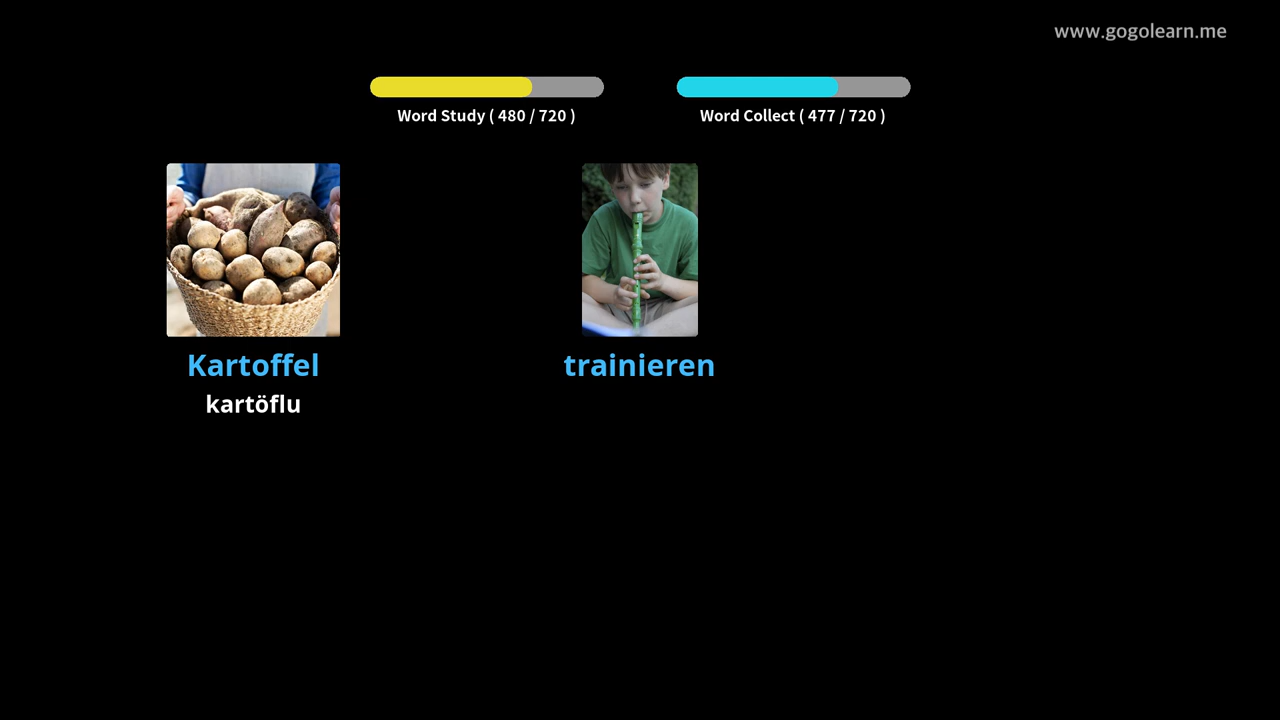 www.gogolearn.me
Word Study ( 480 / 720 )
Word Collect ( 477 / 720 )
Kartoffel
trainieren
kartöflu